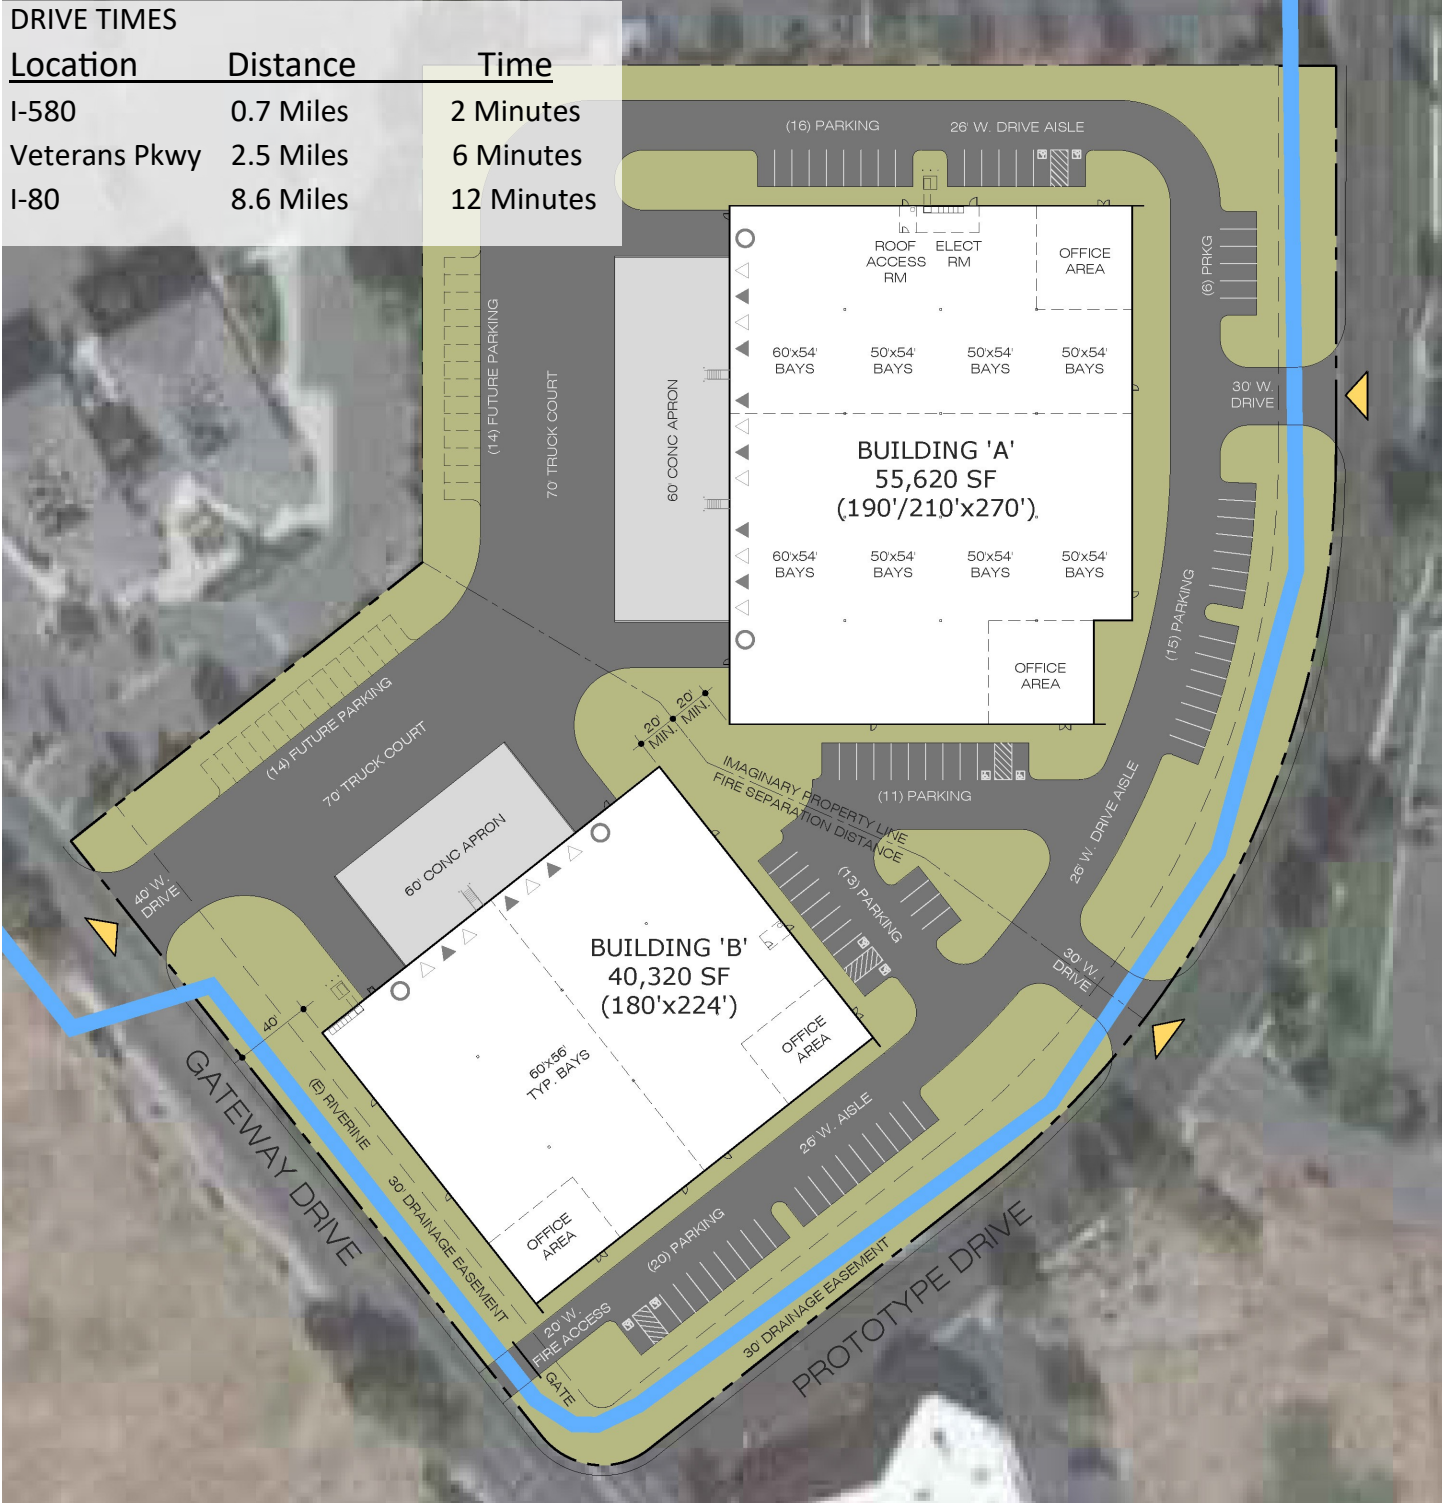 DRIVE TIMES
Location Distance Time
I-580 0.7 Miles 2 Minutes
Veterans Pkwy 2.5 Miles 6 Minutes
I-80 8.6 Miles 12 Minutes
(16) PARKING
26' W. DRIVE AISLE
ROOF
ACCESS
RM
ELECT
RM
OFFICE
AREA
(6) PRKG
(14) FUTURE PARKING
70' TRUCK COURT
60' CONC APRON
60'x54'
BAYS
50'x54'
BAYS
50'x54'
BAYS
50'x54'
BAYS
30' W.
DRIVE
BUILDING 'A'
55,620 SF
(190'/210'x270')
60'x54'
BAYS
50'x54'
BAYS
50'x54'
BAYS
50'x54'
BAYS
(15) PARKING
OFFICE
AREA
20'
MIN.
20'
MIN.
(14) FUTURE PARKING
70' TRUCK COURT
IMAGINARY PROPERTY LINE
FIRE SEPARATION DISTANCE
(11) PARKING
26' W. DRIVE AISLE
60' CONC APRON
40' W.
DRIVE
(13) PARKING
BUILDING 'B'
40,320 SF
(180'x224')
30' W.
DRIVE
40'
OFFICE
AREA
60'x56'
TYP. BAYS
(E) RIVERINE
30' DRAINAGE EASEMENT
GATEWAY DRIVE
26' W. AISLE
OFFICE
AREA
(20) PARKING
20' W.
FIRE ACCESS
GATE
30' DRAINAGE EASEMENT
PROTOTYPE DRIVE